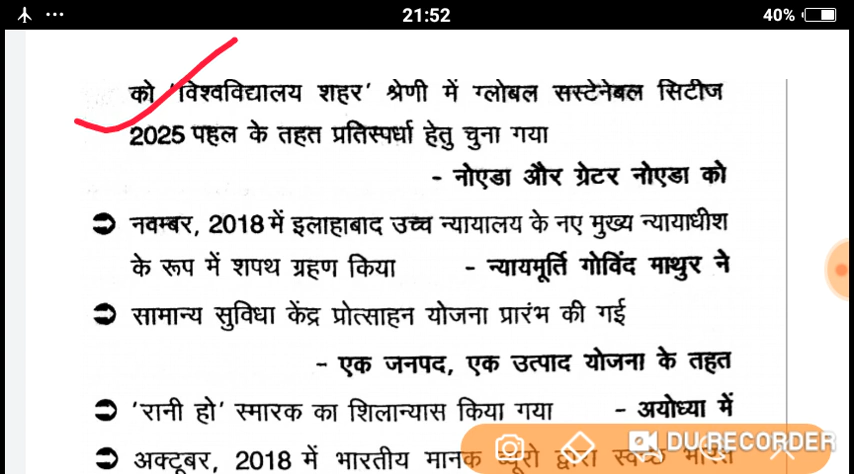 21:52
40%
को 'विश्वविद्यालय शहर' श्रेणी में ग्लोबल सस्टेनेबल सिटीज
2025 पहल के तहत प्रतिस्पर्धा हेतु चुना गया
- नोएडा और ग्रेटर नोएडा को
नवम्बर, 2018 में इलाहाबाद उच्च न्यायालय के नए मुख्य न्यायाधीश
के रूप में शपथ ग्रहण किया - न्यायमूर्ति गोविंद माथुर ने
सामान्य सुविधा केंद्र प्रोत्साहन योजना प्रारंभ की गई
- एक जनपद, एक उत्पाद योजना के तहत
'रानी हो' स्मारक का शिलान्यास किया गया - अयोध्या में
अक्टूबर, 2018 में भारतीय मानक ब्यूरो द्वारा स्वच्छ भारत
DU RECORDER